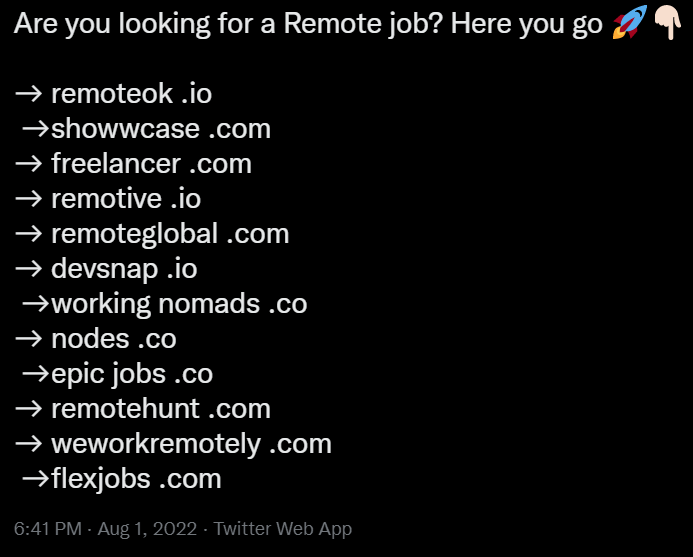 Are you looking for a Remote job? Here you go 🚀👇🏻
→ remoteok .io
→showwcase .com
→ freelancer .com
→ remotive .io
→ remoteglobal .com
→ devsnap .io
→working nomads .co
→ nodes .co
→epic jobs .co
→ remotehunt .com
→ weworkremotely .com
→flexjobs .com
6:41 PM · Aug 1, 2022 · Twitter Web App